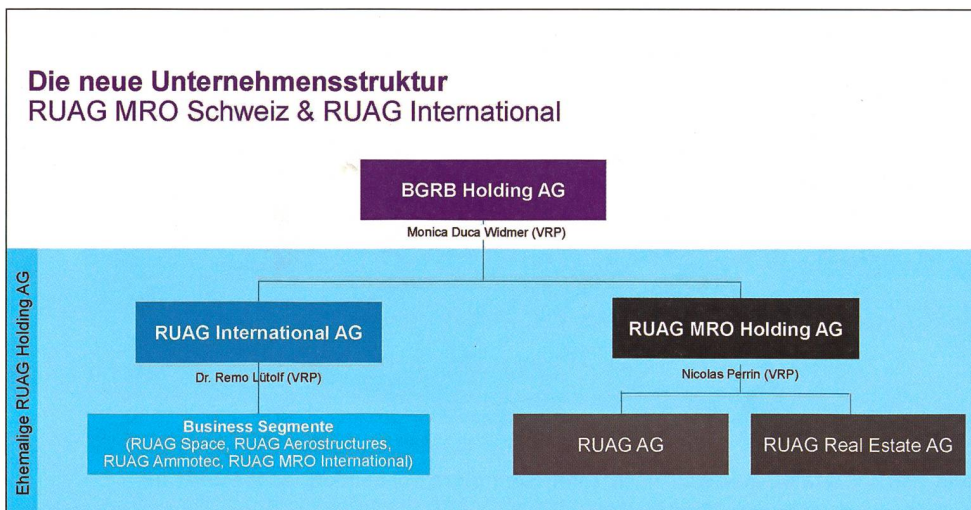 Die neue Unternehmensstruktur
RUAG MRO Schweiz & RUAG International
BGRB Holding AG
Monica Duca Widmer (VRP)
Ehemalige RUAG Holding AG
RUAG International AG
Dr. Remo Lütolf (VRP)
Business Segmente
(RUAG Space, RUAG Aerostructures,
RUAG Ammotec, RUAG MRO International)
RUAG MRO Holding AG
Nicolas Perrin (VRP)
RUAG AG
RUAG Real Estate AG